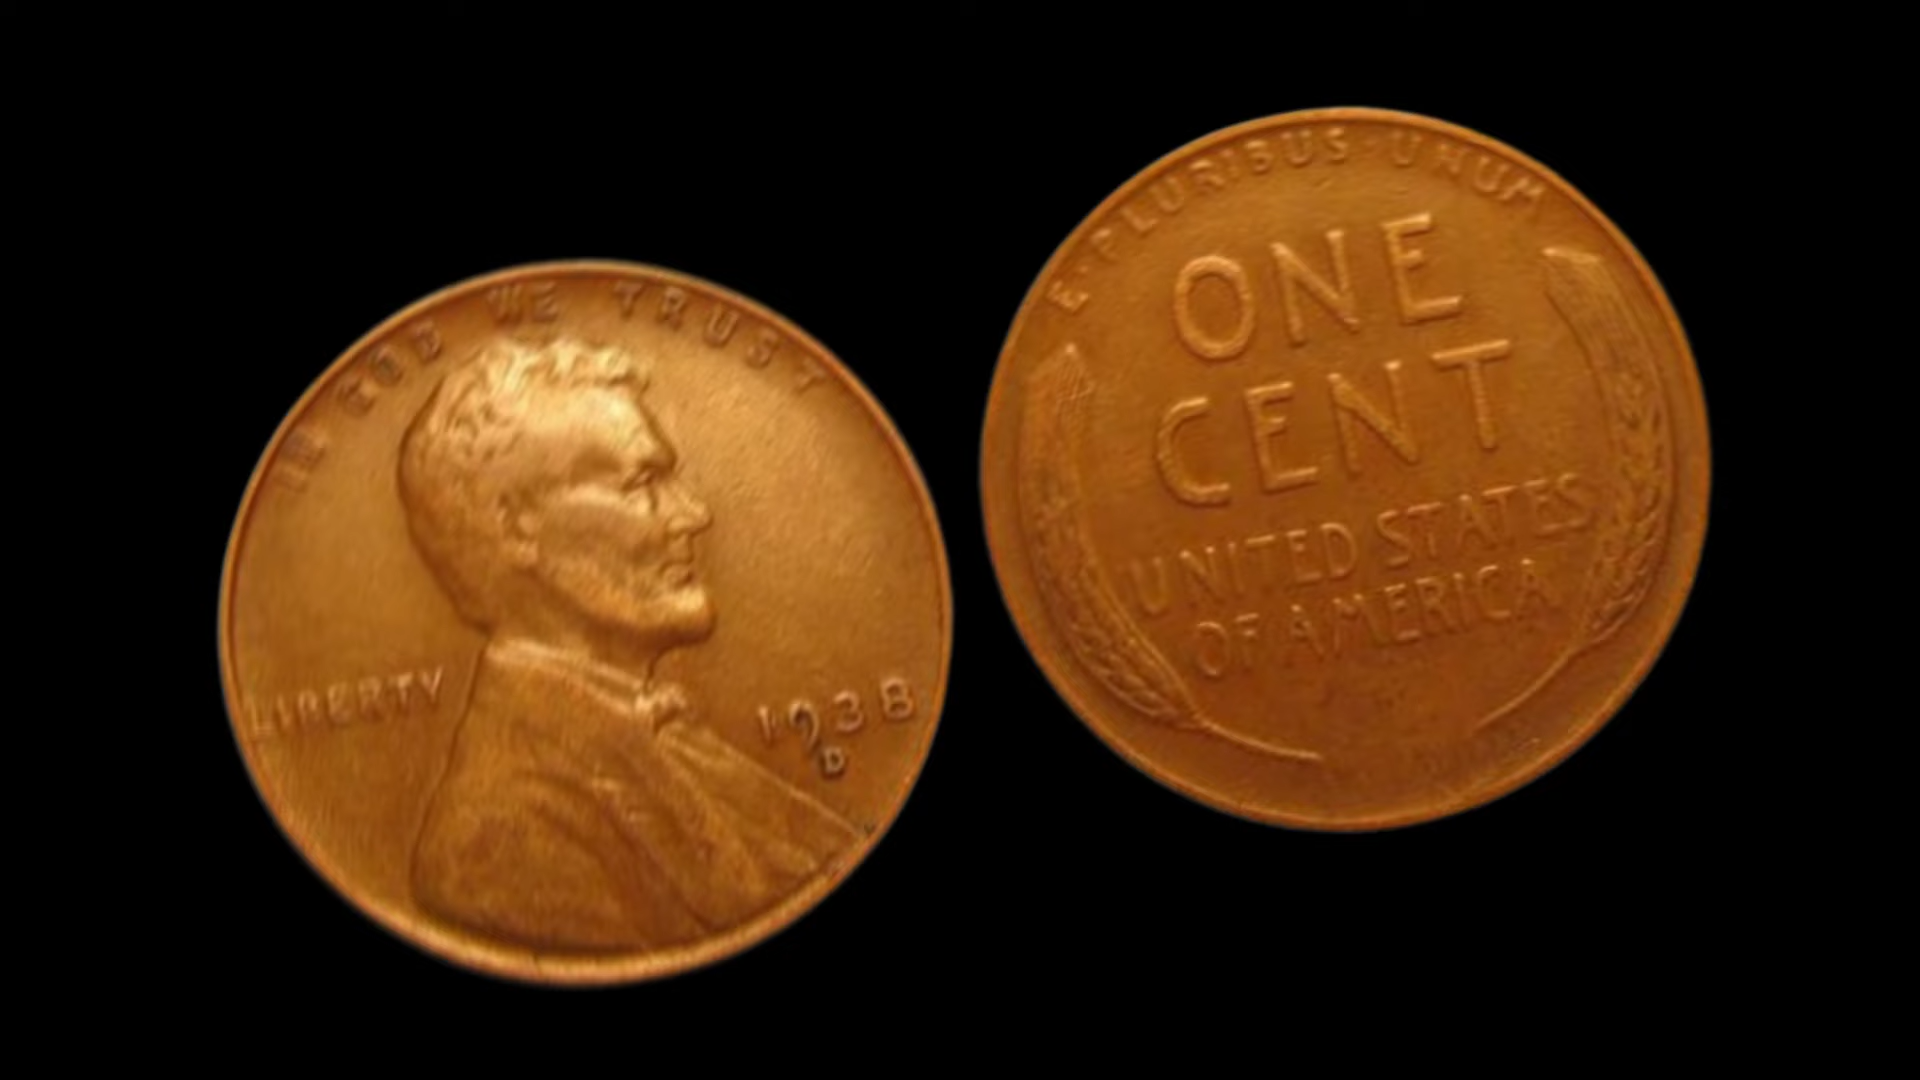 IN GOD WE TRUST
LIBERTY
1938
D
E·PLURIBUS·UNUM
ONE
CENT
UNITED STATES
OF AMERICA